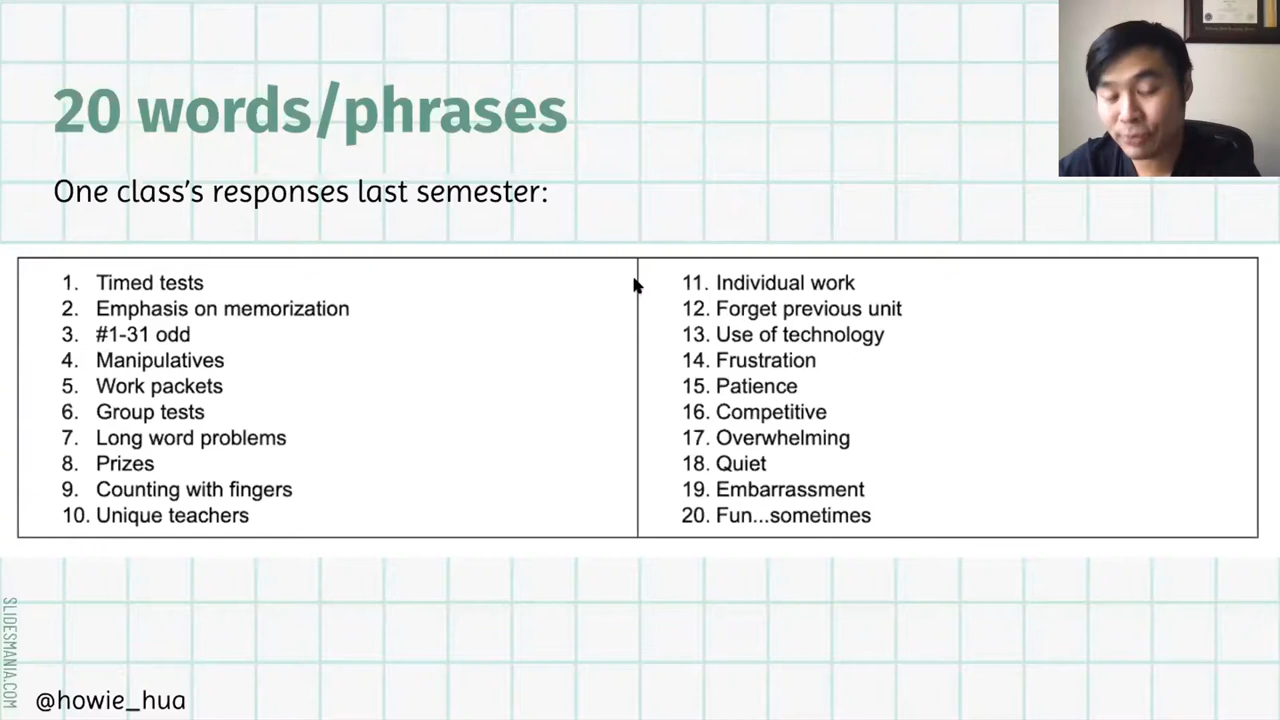 20 words/phrases
One class's responses last semester:
1. Timed tests
2. Emphasis on memorization
3. #1-31 odd
4. Manipulatives
5. Work packets
6. Group tests
7. Long word problems
8. Prizes
9. Counting with fingers
10. Unique teachers
11. Individual work
12. Forget previous unit
13. Use of technology
14. Frustration
15. Patience
16. Competitive
17. Overwhelming
18. Quiet
19. Embarrassment
20. Fun...sometimes
SLIDESMANIA.COM
@howie_hua